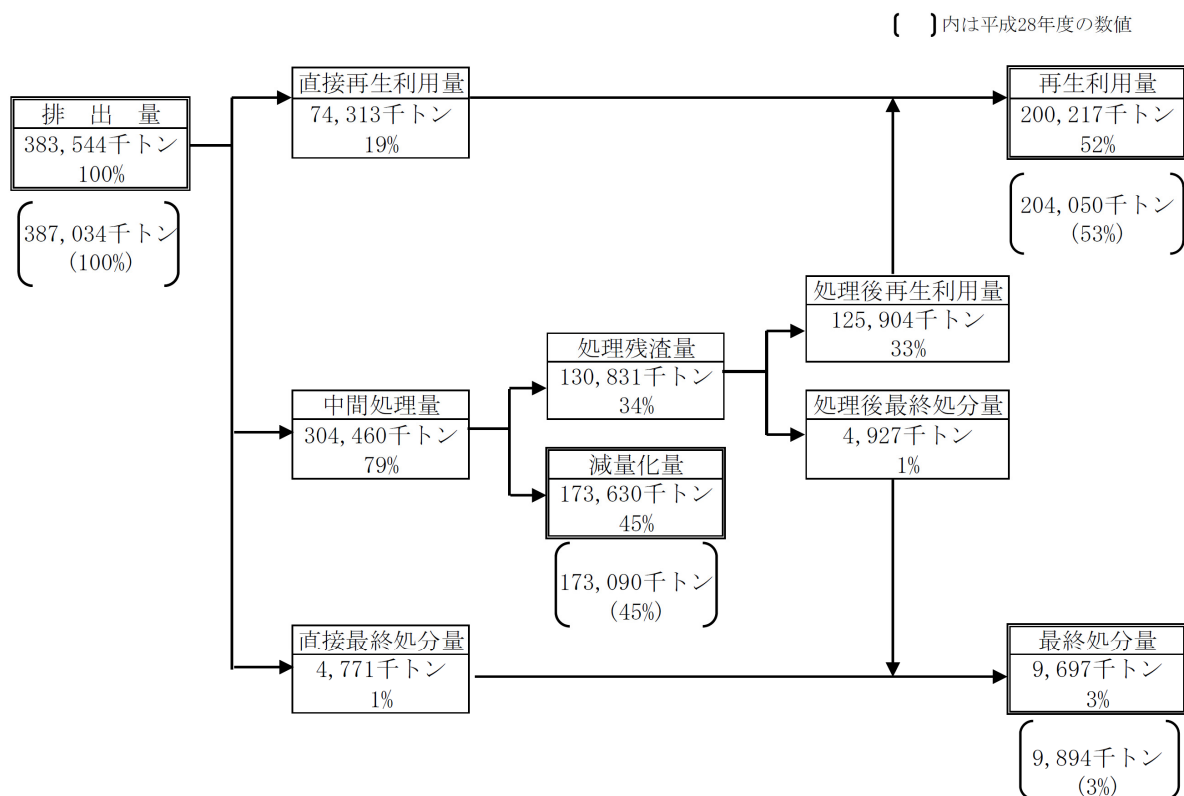 〔 〕内は平成28年度の数値
排 出 量
383,544千トン
100%
387,034千トン
(100%)
直接再生利用量
74,313千トン
19%
中間処理量
304,460千トン
79%
直接最終処分量
4,771千トン
1%
処理残渣量
130,831千トン
34%
減量化量
173,630千トン
45%
173,090千トン
(45%)
処理後再生利用量
125,904千トン
33%
処理後最終処分量
4,927千トン
1%
再生利用量
200,217千トン
52%
204,050千トン
(53%)
最終処分量
9,697千トン
3%
9,894千トン
(3%)